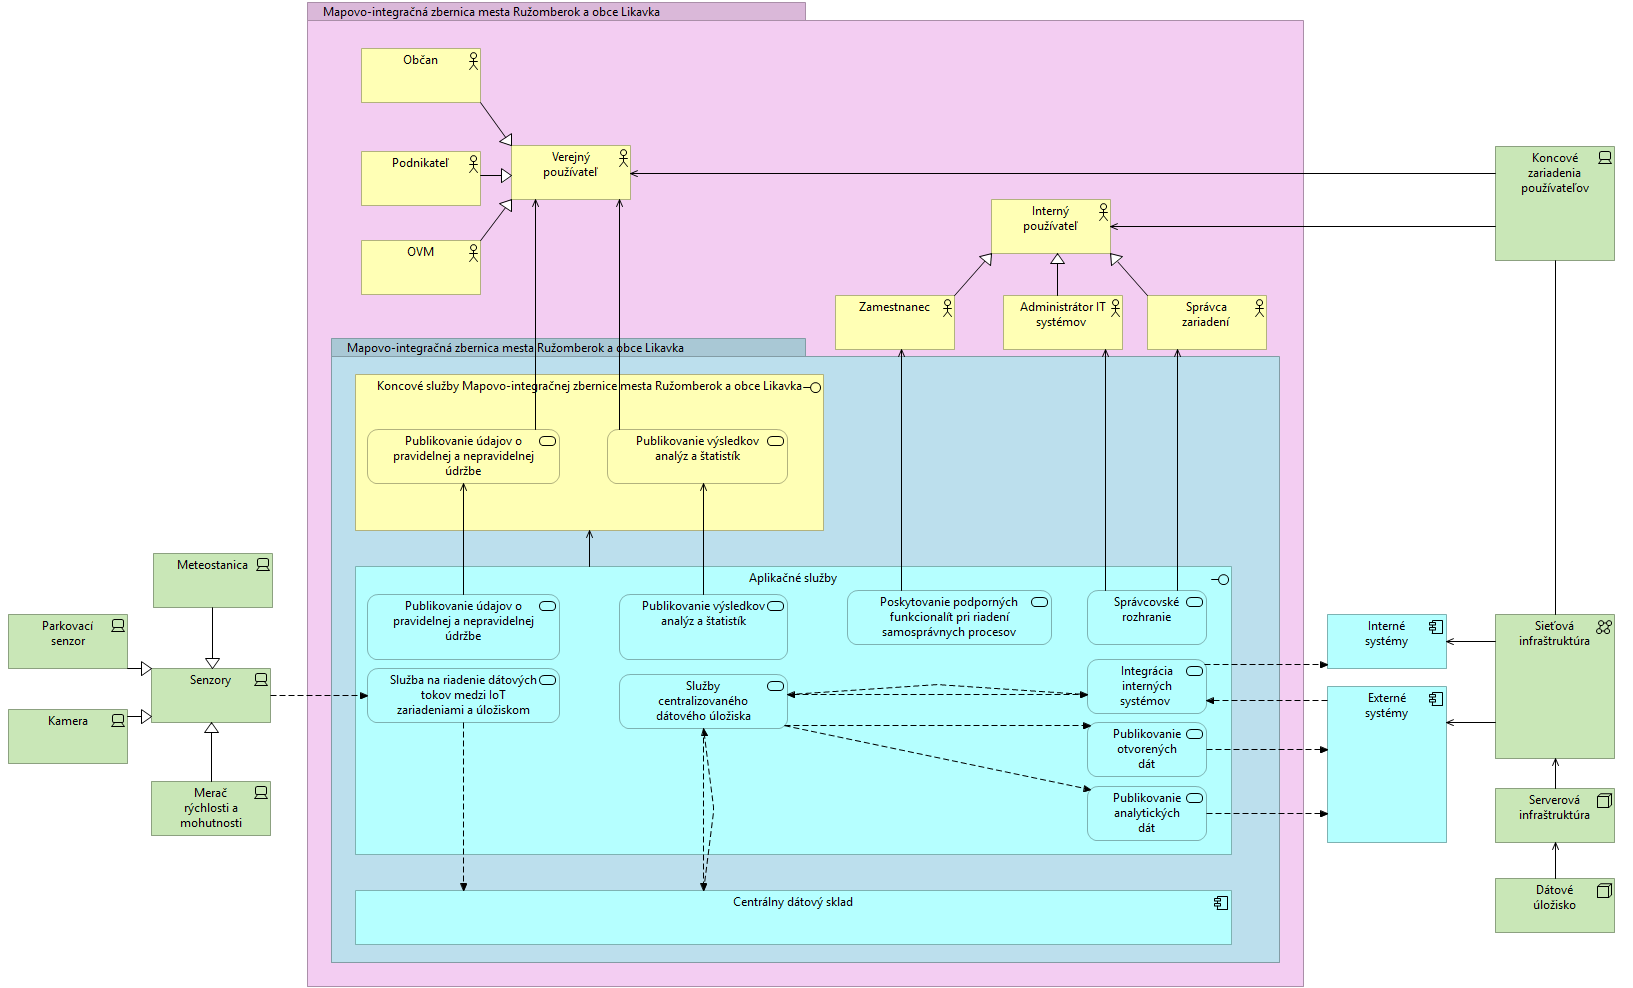 Mapovo-integračná zbernica mesta Ružomberok a obce Likavka
Občan
Podnikateľ
OVM
Verejný
používateľ
Interný
používateľ
Zamestnanec
Administrátor IT
systémov
Správca
zariadení
Koncové
zariadenia
používateľov
Mapovo-integračná zbernica mesta Ružomberok a obce Likavka
Koncové služby Mapovo-integračnej zbernice mesta Ružomberok a obce Likavka
Publikovanie údajov o
pravidelnej a nepravidelnej
údržbe
Publikovanie výsledkov
analýz a štatistík
Aplikačné služby
Publikovanie údajov o
pravidelnej a nepravidelnej
údržbe
Publikovanie výsledkov
analýz a štatistík
Poskytovanie podporných
funkcionalít pri riadení
samosprávnych procesov
Správcovské
rozhranie
Služba na riadenie dátových
tokov medzi IoT
zariadeniami a úložiskom
Služby
centralizovaného
dátového úložiska
Integrácia
interných
systémov
Publikovanie
otvorených
dát
Publikovanie
analytických
dát
Centrálny dátový sklad
Meteostanica
Parkovací
senzor
Senzory
Kamera
Merač
rýchlosti a
mohutnosti
Interné
systémy
Externé
systémy
Sieťová
infraštruktúra
Serverová
infraštruktúra
Dátové
úložisko